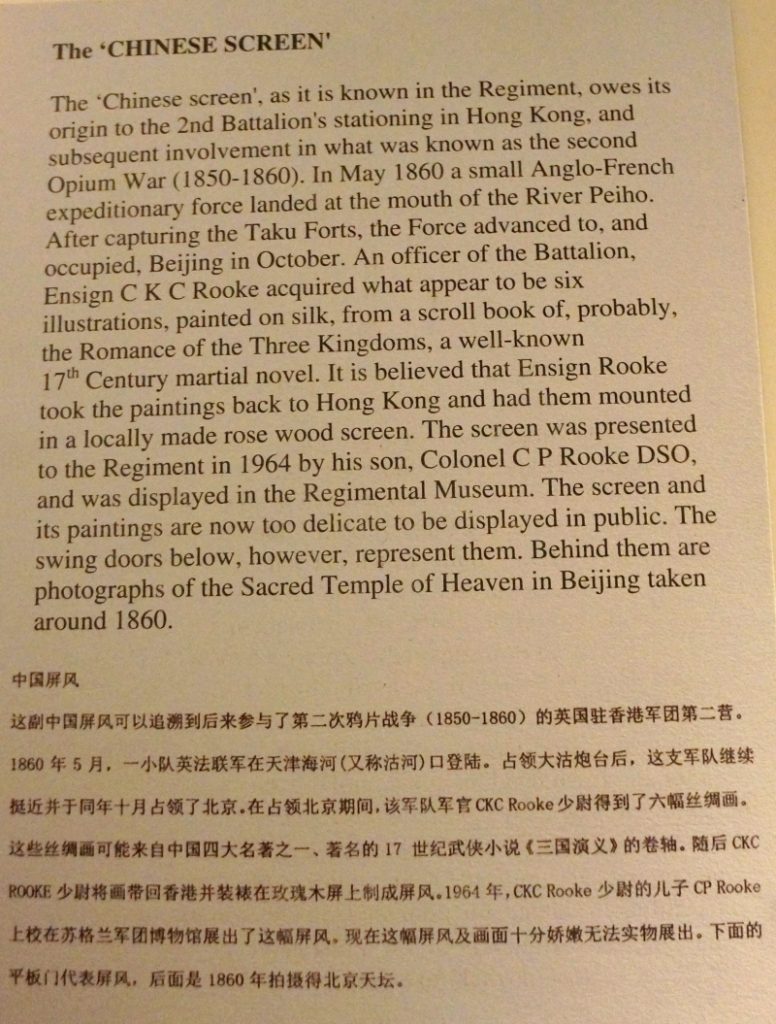 The ‘CHINESE SCREEN'
The ‘Chinese screen', as it is known in the Regiment, owes its
origin to the 2nd Battalion's stationing in Hong Kong, and
subsequent involvement in what was known as the second
Opium War (1850-1860). In May 1860 a small Anglo-French
expeditionary force landed at the mouth of the River Peiho.
After capturing the Taku Forts, the Force advanced to, and
occupied, Beijing in October. An officer of the Battalion,
Ensign C K C Rooke acquired what appear to be six
illustrations, painted on silk, from a scroll book of, probably,
the Romance of the Three Kingdoms, a well-known
17th Century martial novel. It is believed that Ensign Rooke
took the paintings back to Hong Kong and had them mounted
in a locally made rose wood screen. The screen was presented
to the Regiment in 1964 by his son, Colonel C P Rooke DSO,
and was displayed in the Regimental Museum. The screen and
its paintings are now too delicate to be displayed in public. The
swing doors below, however, represent them. Behind them are
photographs of the Sacred Temple of Heaven in Beijing taken
around 1860.
中国屏风
这副中国屏风可以追溯到后来参与了第二次鸦片战争（1850-1860）的英国驻香港军团第二营。
1860 年 5 月，一小队英法联军在天津海河(又称沽河)口登陆。占领大沽炮台后，这支军队继续
挺近并于同年十月占领了北京。在占领北京期间，该军队军官 CKC Rooke 少尉得到了六幅丝绸画。
这些丝绸画可能来自中国四大名著之一、著名的 17 世纪武侠小说《三国演义》的卷轴。随后 CKC
ROOKE 少尉将画带回香港并装裱在玫瑰木屏上制成屏风。1964 年，CKC Rooke 少尉的儿子 CP Rooke
上校在苏格兰军团博物馆展出了这幅屏风。现在这幅屏风及画面十分娇嫩无法实物展出。下面的
平板门代表屏风，后面是 1860 年拍摄得北京天坛。